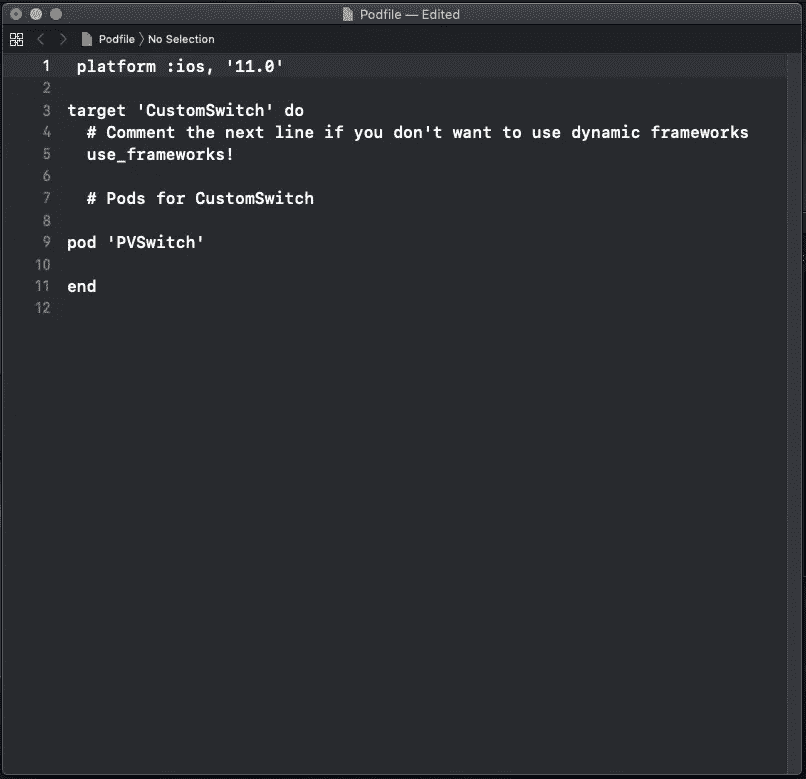 Podfile — Edited
Podfile 〉 No Selection
1 platform :ios, '11.0'
2
3 target 'CustomSwitch' do
4 # Comment the next line if you don't want to use dynamic frameworks
5 use_frameworks!
6
7 # Pods for CustomSwitch
8
9 pod 'PVSwitch'
10
11 end
12